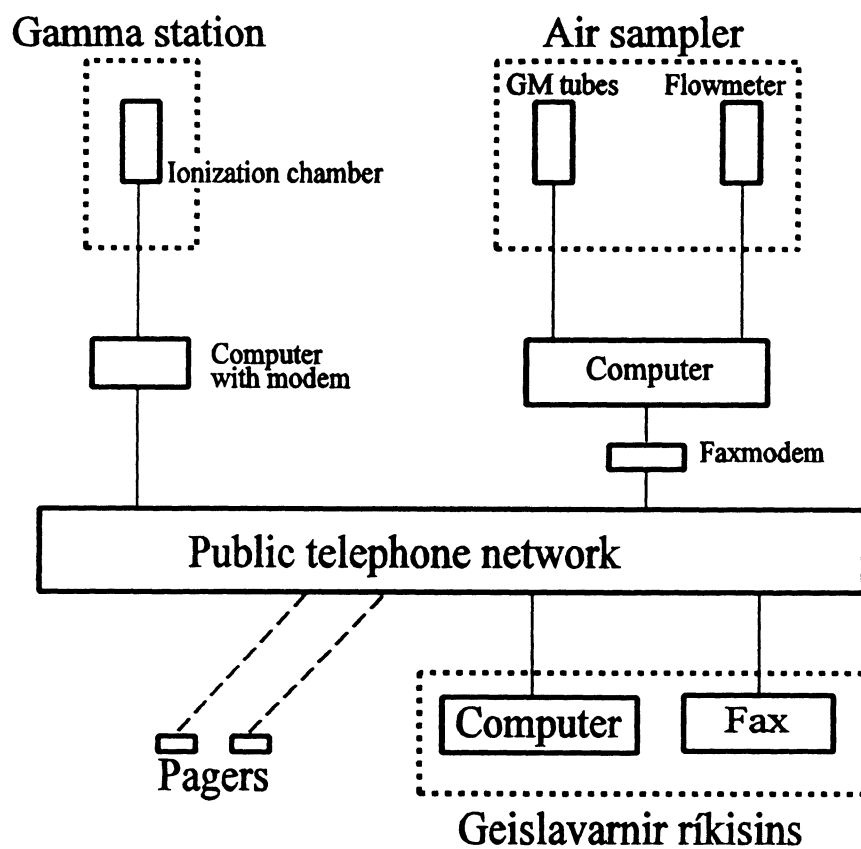 Gamma station
Air sampler
GM tubes
Flowmeter
Ionization chamber
Computer
with modem
Computer
Faxmodem
Public telephone network
Computer
Fax
Pagers
Geislavarnir ríkisins